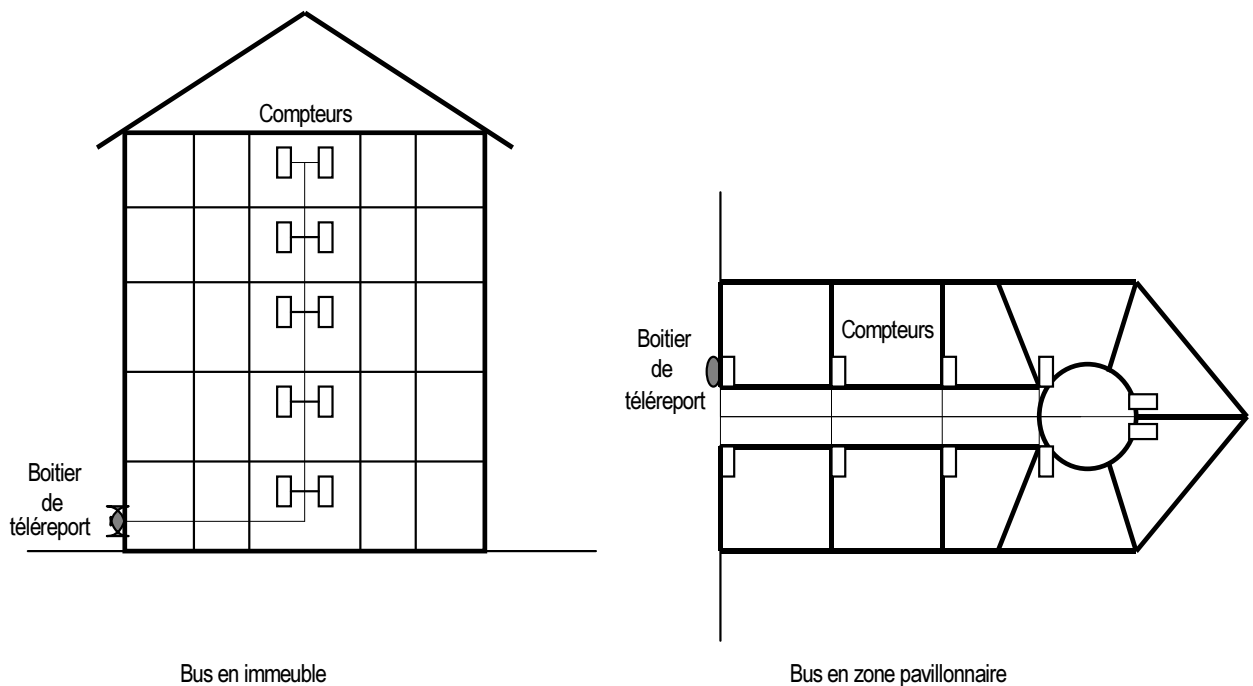 Compteurs
Boitier
de
téléreport
Bus en immeuble
Compteurs
Boitier
de
téléreport
Bus en zone pavillonnaire